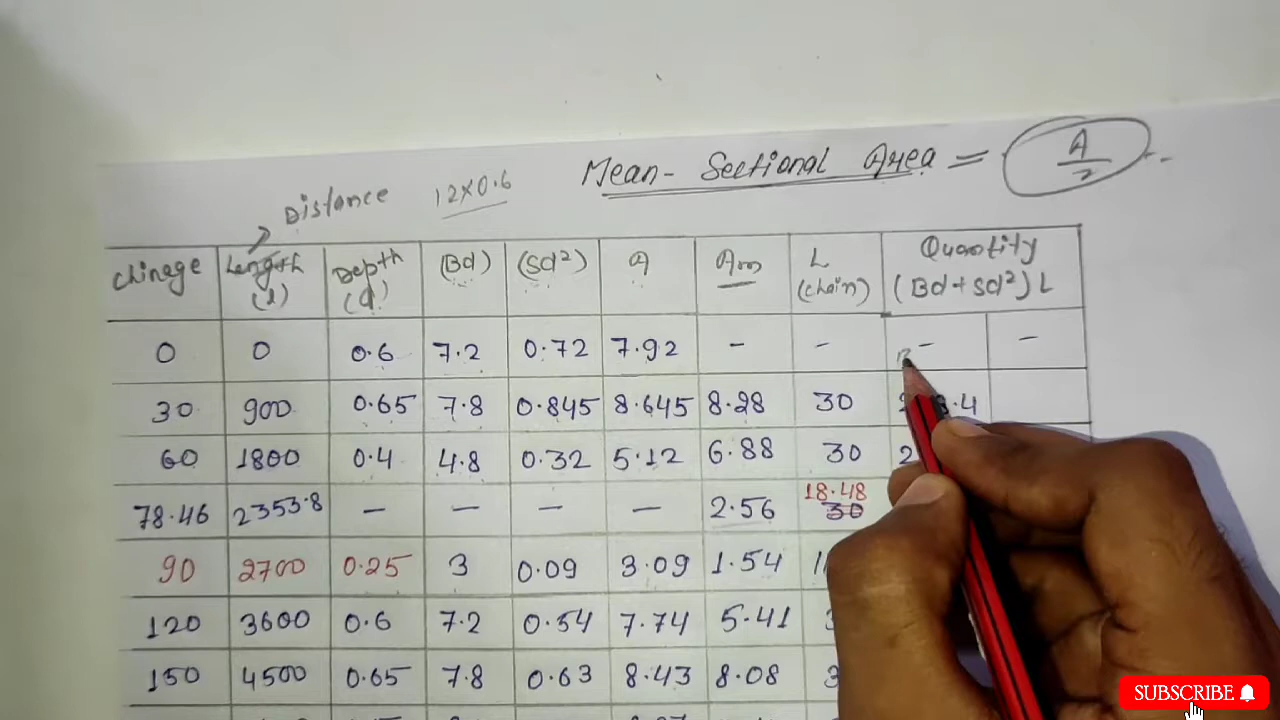 Mean- Sectional Area = A/2
Distance 12×0.6
Chinage Length (l) Depth (d) (Bd) (Sd²) A Am L (chain) Quantity (Bd+Sd²) L
0 0 0.6 7.2 0.72 7.92 - - - -
30 900 0.65 7.8 0.845 8.645 8.28 30
60 1800 0.4 4.8 0.32 5.12 6.88 30
78.46 2353.8 - - - - 2.56 18.48 30
90 2700 0.25 3 0.09 3.09 1.54
120 3600 0.6 7.2 0.54 7.74 5.41
150 4500 0.65 7.8 0.63 8.43 8.08
SUBSCRIBE